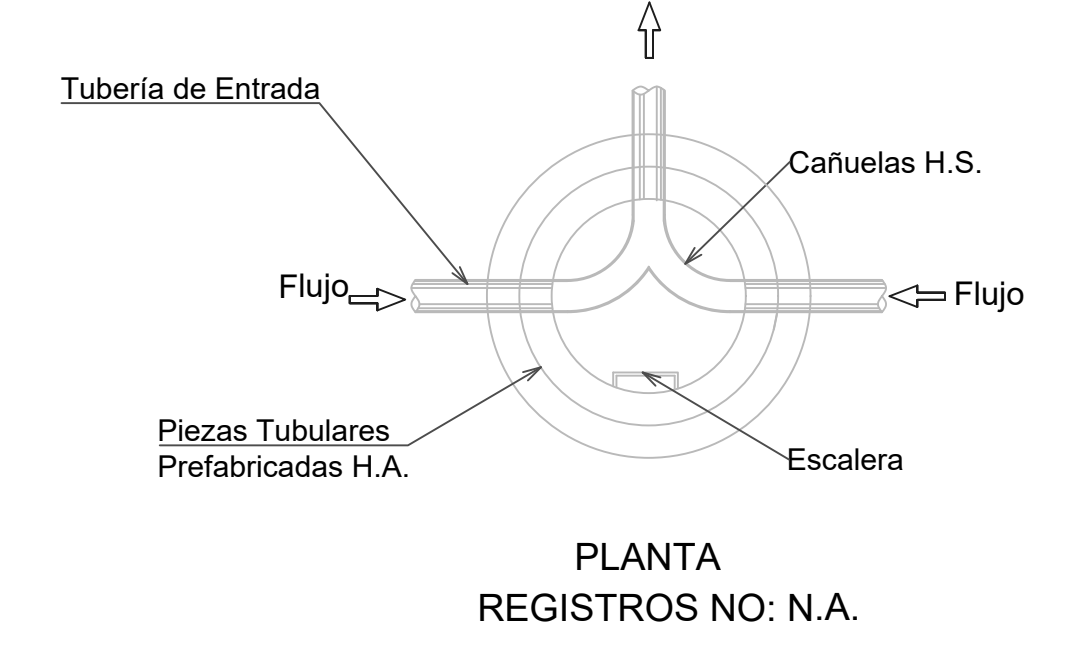 Tubería de Entrada
Cañuelas H.S.
Flujo
Flujo
Piezas Tubulares
Prefabricadas H.A.
Escalera
PLANTA
REGISTROS NO: N.A.